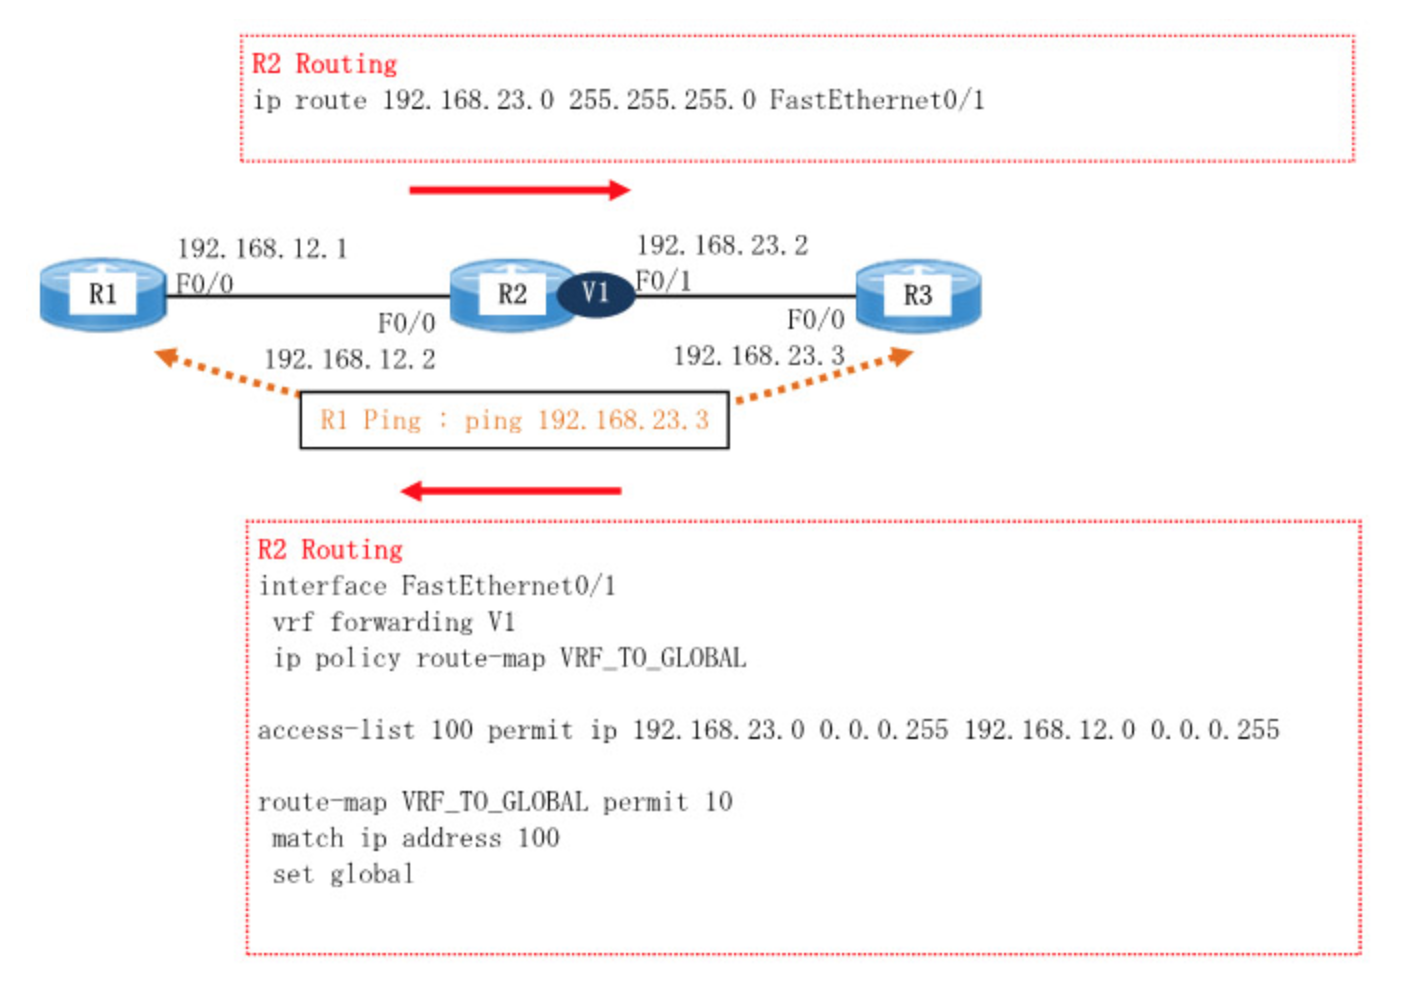 R2 Routing
ip route 192.168.23.0 255.255.255.0 FastEthernet0/1
192.168.12.1
F0/0
192.168.23.2
F0/1
R1
R2
V1
R3
F0/0
192.168.12.2
F0/0
192.168.23.3
R1 Ping : ping 192.168.23.3
R2 Routing
interface FastEthernet0/1
vrf forwarding V1
ip policy route-map VRF_TO_GLOBAL
access-list 100 permit ip 192.168.23.0 0.0.0.255 192.168.12.0 0.0.0.255
route-map VRF_TO_GLOBAL permit 10
match ip address 100
set global